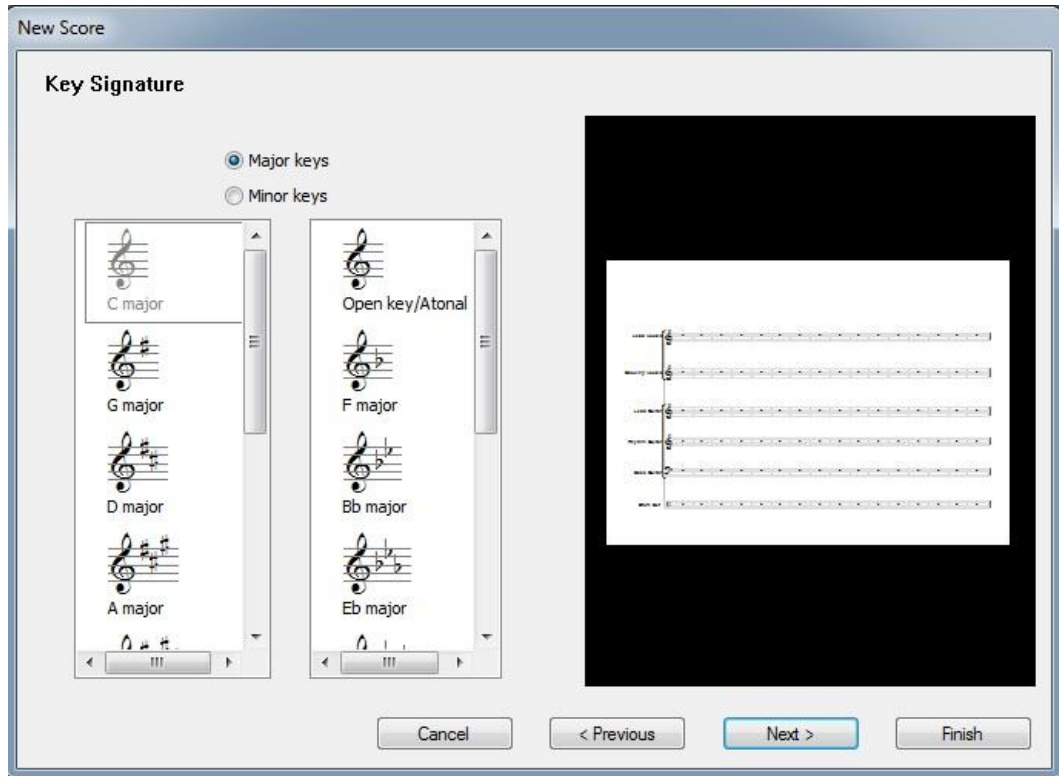 New Score
Key Signature
Major keys
Minor keys
C major
G major
D major
A major
Open key/Atonal
F major
Bb major
Eb major
Cancel
< Previous
Next >
Finish